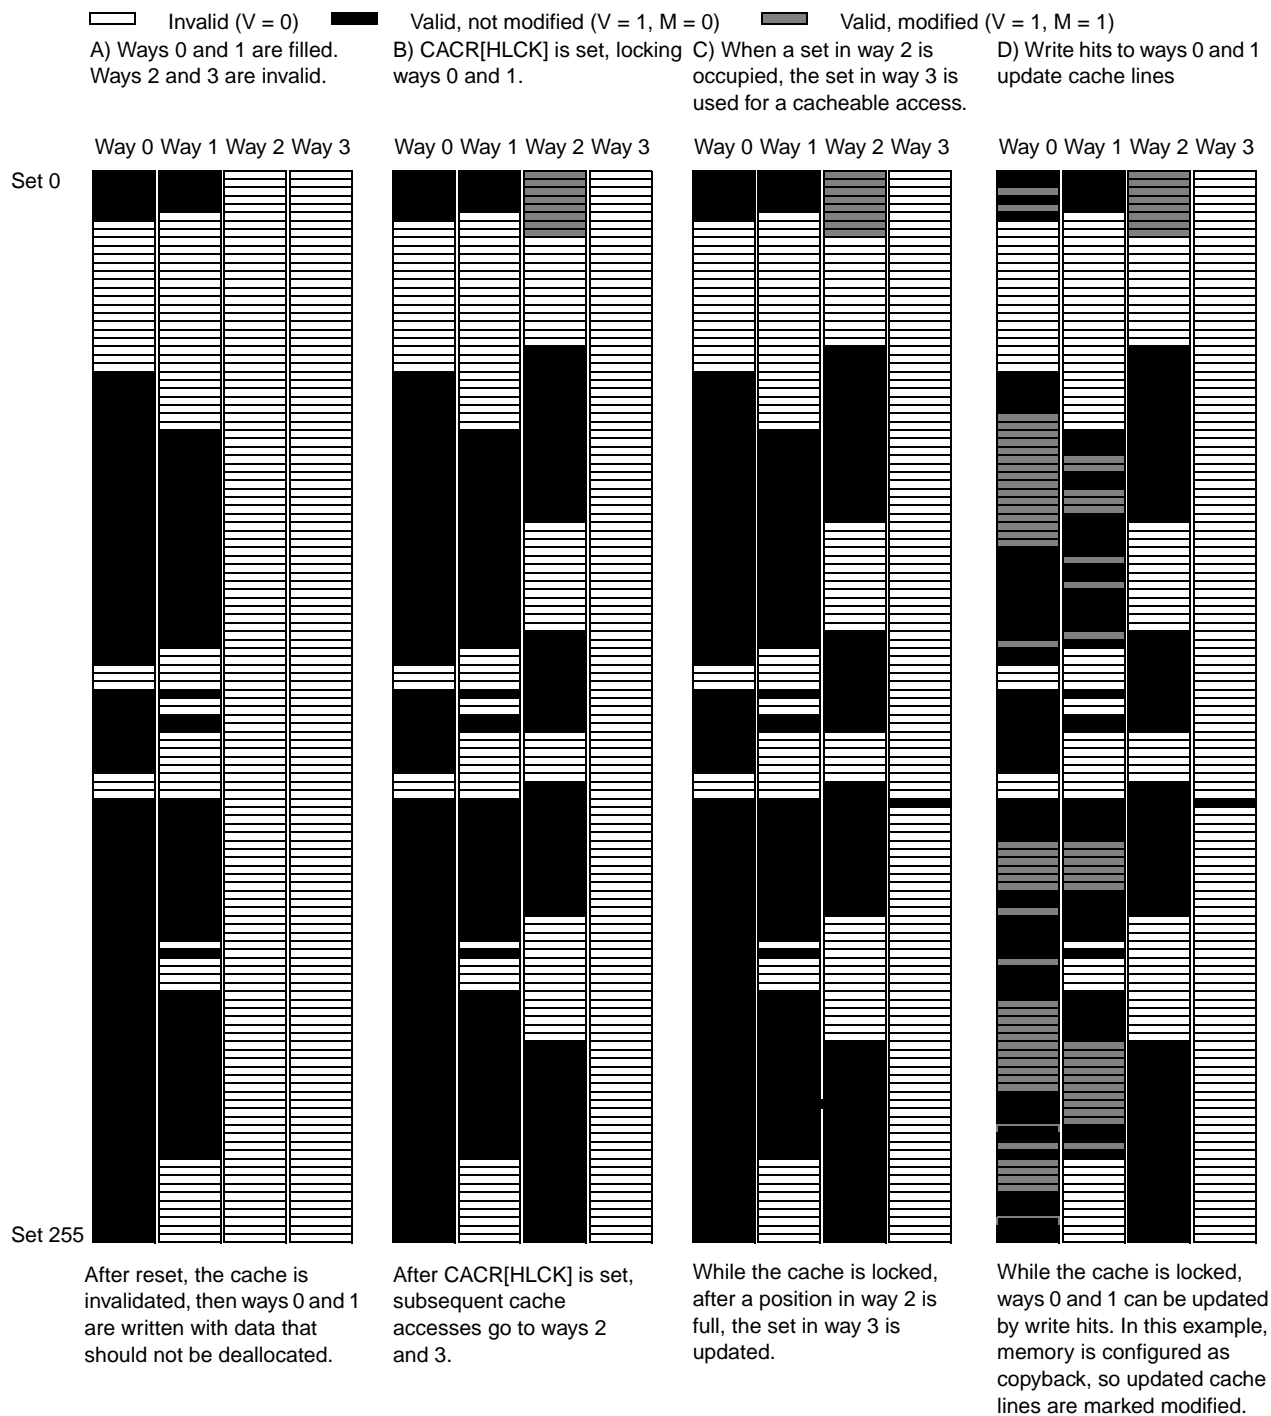 Invalid (V = 0)
Valid, not modified (V = 1, M = 0)
Valid, modified (V = 1, M = 1)
A) Ways 0 and 1 are filled.
Ways 2 and 3 are invalid.
B) CACR[HLCK] is set, locking
ways 0 and 1.
C) When a set in way 2 is
occupied, the set in way 3 is
used for a cacheable access.
D) Write hits to ways 0 and 1
update cache lines
Way 0 Way 1 Way 2 Way 3
Way 0 Way 1 Way 2 Way 3
Way 0 Way 1 Way 2 Way 3
Way 0 Way 1 Way 2 Way 3
Set 0
Set 255
After reset, the cache is
invalidated, then ways 0 and 1
are written with data that
should not be deallocated.
After CACR[HLCK] is set,
subsequent cache
accesses go to ways 2
and 3.
While the cache is locked,
after a position in way 2 is
full, the set in way 3 is
updated.
While the cache is locked,
ways 0 and 1 can be updated
by write hits. In this example,
memory is configured as
copyback, so updated cache
lines are marked modified.